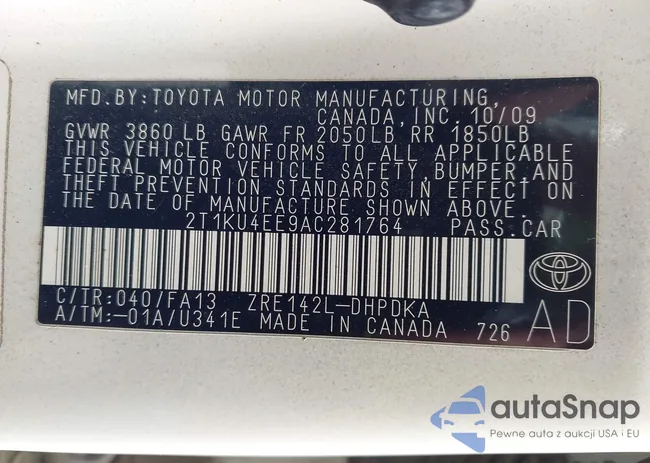 MFD.BY:TOYOTA MOTOR MANUFACTURING,
CANADA,INC. 10/09
GVWR 3860LB GAWR FR 2050LB RR 1850LB
THIS VEHICLE CONFORMS TO ALL APPLICABLE
FEDERAL MOTOR VEHICLE SAFETY,BUMPER,AND
THEFT PREVENTION STANDARDS IN EFFECT ON
THE DATE OF MANUFACTURE SHOWN ABOVE.
2T1KU4EE9AC281764 PASS.CAR
C/TR:040/FA13 ZRE142L-DHPDKA
A/TM:-01A/U341E MADE IN CANADA 726 AD
autaSnap
Pewne auta z aukcji USA i EU